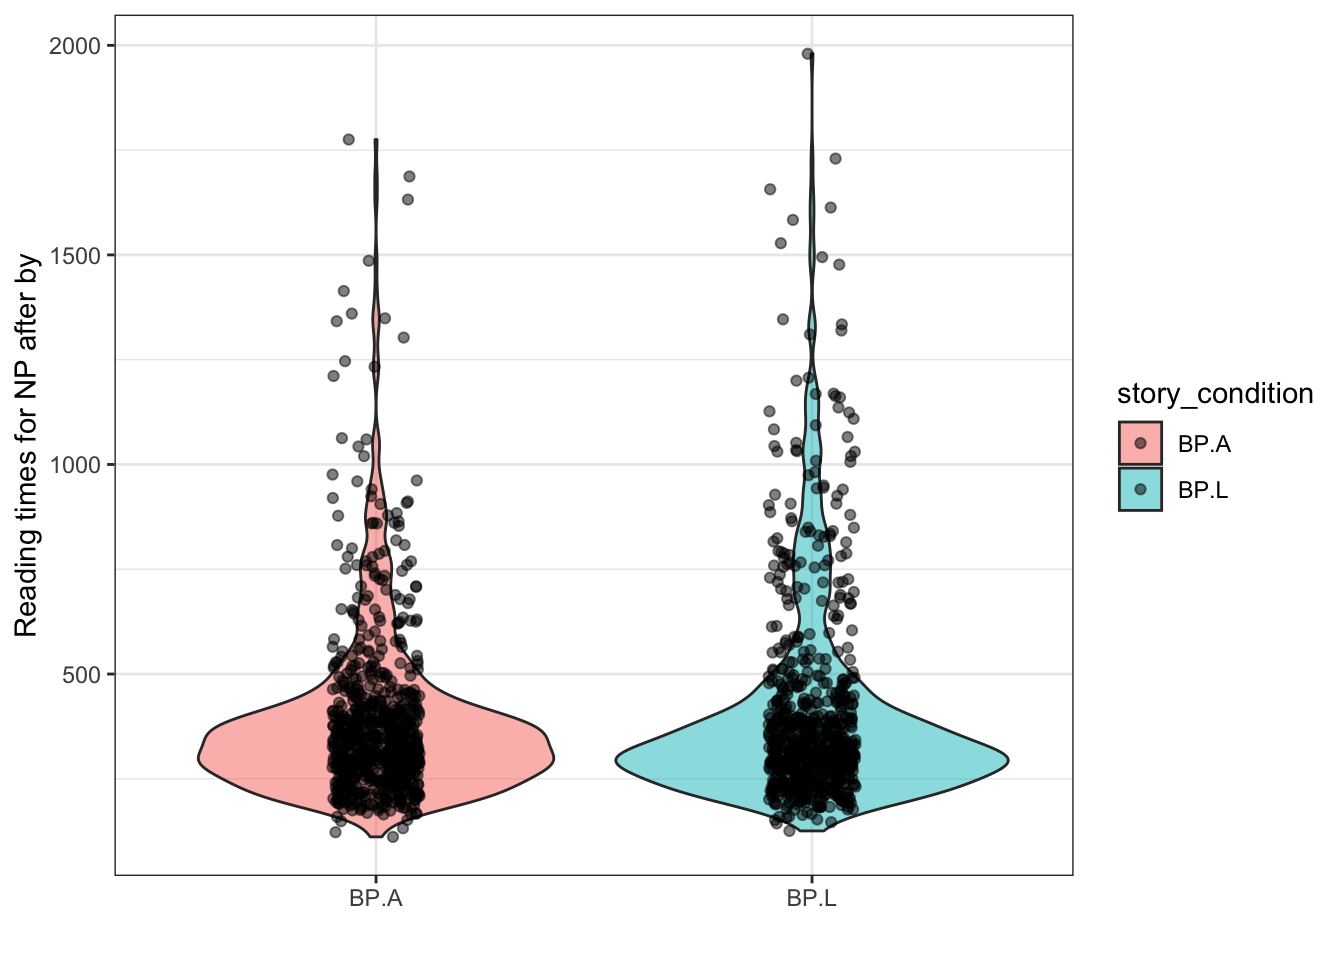 Reading times for NP after by
2000
1500
1000
500
BP.A
BP.L
story_condition
BP.A
BP.L